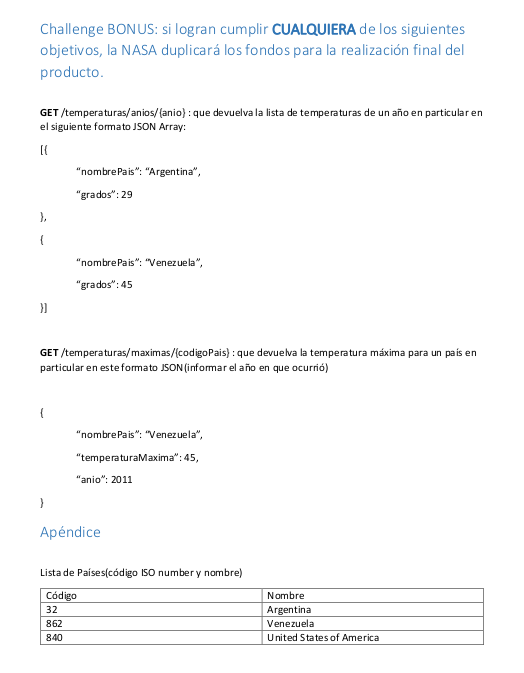 Challenge BONUS: si logran cumplir CUALQUIERA de los siguientes
objetivos, la NASA duplicará los fondos para la realización final del
producto.
GET /temperaturas/anios/{anio} : que devuelva la lista de temperaturas de un año en particular en
el siguiente formato JSON Array:
[{
“nombrePais”: “Argentina”,
“grados”: 29
},
{
“nombrePais”: “Venezuela”,
“grados”: 45
}]
GET /temperaturas/maximas/{codigoPais} : que devuelva la temperatura máxima para un país en
particular en este formato JSON(informar el año en que ocurrió)
{
“nombrePais”: “Venezuela”,
“temperaturaMaxima”: 45,
“anio”: 2011
}
Apéndice
Lista de Países(código ISO number y nombre)
Código Nombre
32 Argentina
862 Venezuela
840 United States of America